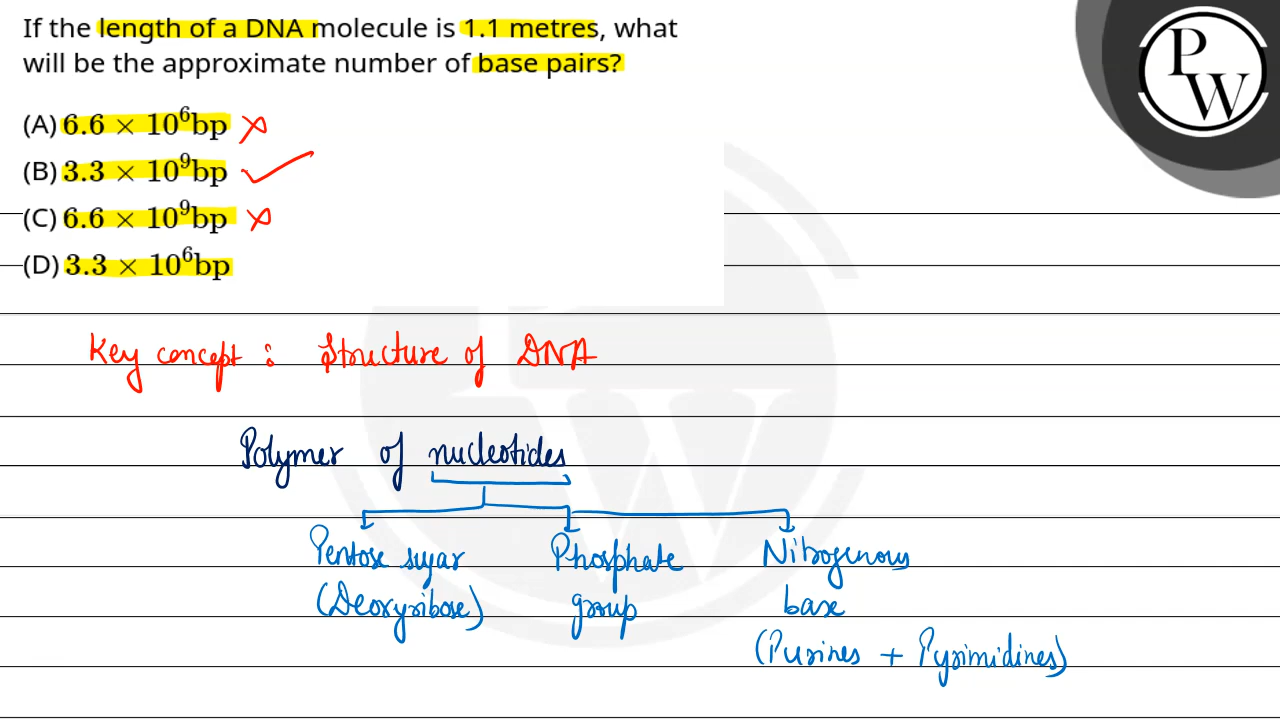 If the length of a DNA molecule is 1.1 metres, what
will be the approximate number of base pairs?
(A) 6.6 × 10⁶bp
(B) 3.3 × 10⁹bp
(C) 6.6 × 10⁹bp
(D) 3.3 × 10⁶bp
PW
Key concept : Structure of DNA
Polymer of nucleotides
Pentose sugar Phosphate Nitrogenous
(Deoxyribose) group base
(Purines + Pyrimidines)